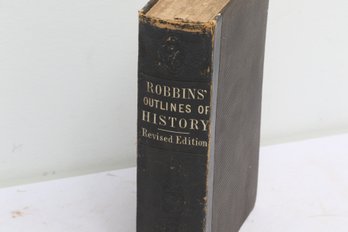 ROBBINS'
OUTLINES OF
HISTORY
Revised Edition